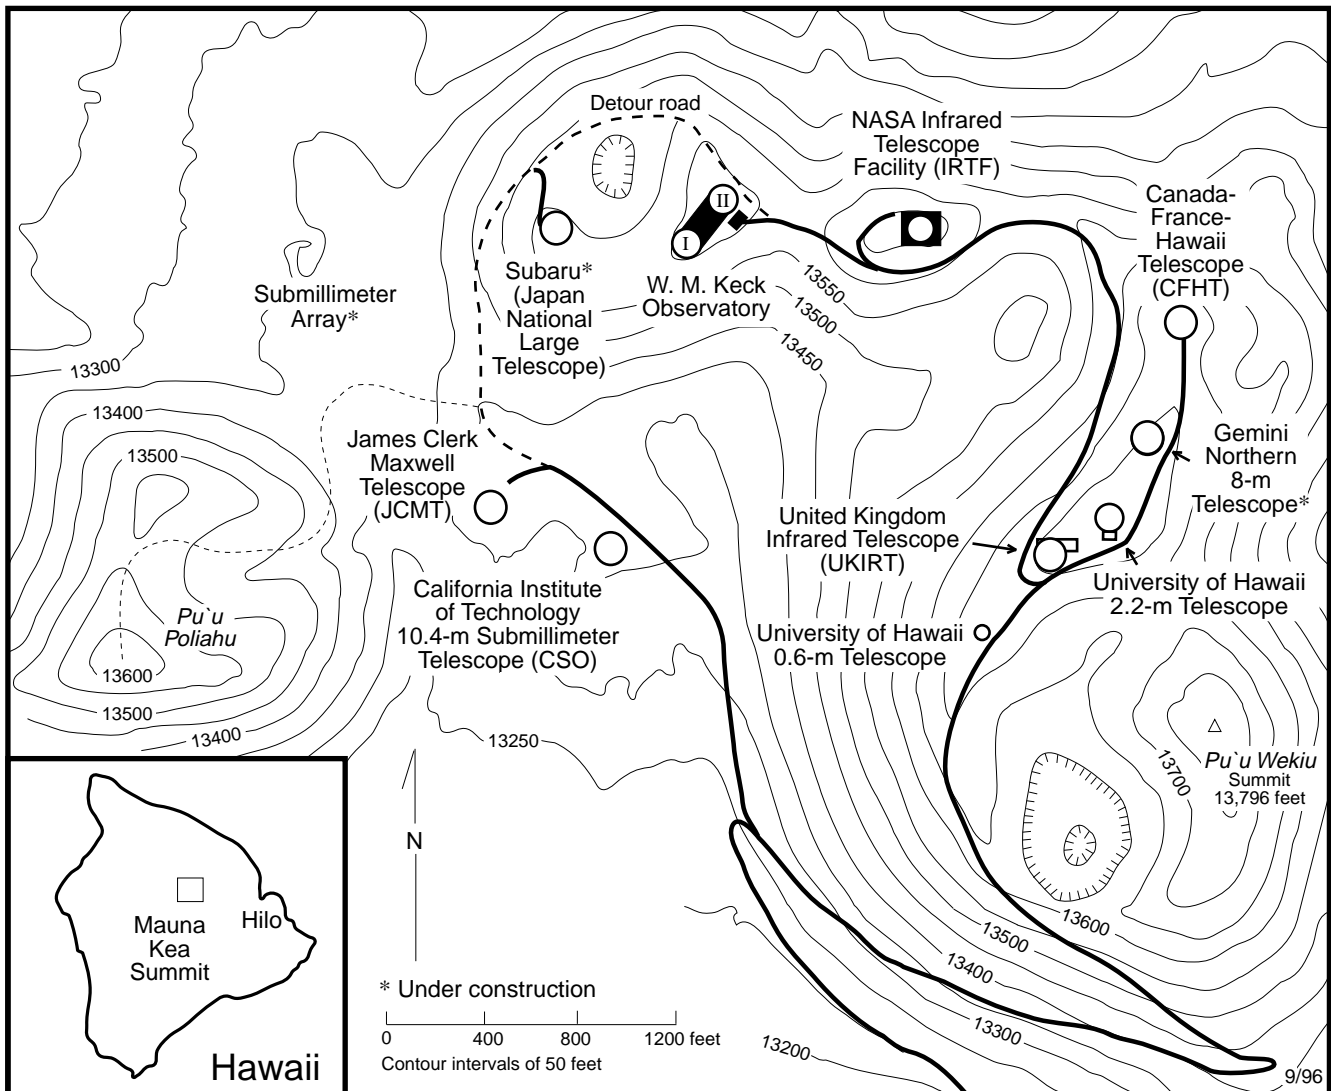 Detour road
NASA Infrared
Telescope
Facility (IRTF)
Canada-
France-
Hawaii
Telescope
(CFHT)
II
I
Subaru*
(Japan
National
Large
Telescope)
W. M. Keck
Observatory
13550
13500
13450
Submillimeter
Array*
13300
13400
13500
James Clerk
Maxwell
Telescope
(JCMT)
Gemini
Northern
8-m
Telescope*
United Kingdom
Infrared Telescope
(UKIRT)
University of Hawaii
2.2-m Telescope
California Institute
of Technology
10.4-m Submillimeter
Telescope (CSO)
University of Hawaii
0.6-m Telescope
Pu`u
Poliahu
13600
13500
13400
13250
13700
Pu`u Wekiu
Summit
13,796 feet
N
Mauna
Kea
Summit
Hilo
Hawaii
13600
13500
13400
13300
13200
* Under construction
0 400 800 1200 feet
Contour intervals of 50 feet
9/96